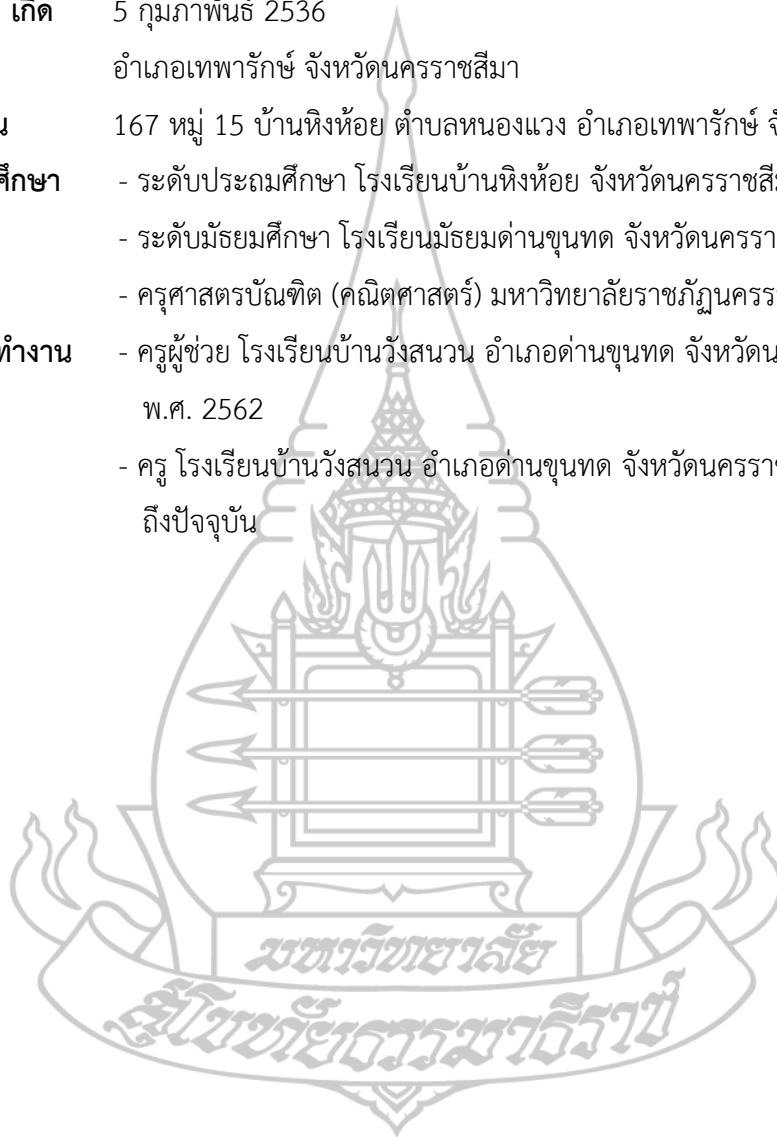 เกิด 5 กุมภาพันธ์ 2536
อำเภอเทพารักษ์ จังหวัดนครราชสีมา
167 หมู่ 15 บ้านหิงห้อย ตำบลหนองแวง อำเภอเทพารักษ์
ศึกษา - ระดับประถมศึกษา โรงเรียนบ้านหิงห้อย จังหวัดนครราชสีม
- ระดับมัธยมศึกษา โรงเรียนมัธยมด่านขุนทด จังหวัดนครรา
- ครุศาสตรบัณฑิต (คณิตศาสตร์) มหาวิทยาลัยราชภัฏนครร
ทำงาน - ครูผู้ช่วย โรงเรียนบ้านวังสนวน อำเภอด่านขุนทด จังหวัดน
พ.ศ. 2562
- ครู โรงเรียนบ้านวังสนวน อำเภอด่านขุนทด จังหวัดนครรา
ถึงปัจจุบัน
มหาวิทยาลัย
สุโขทัยธรรมาธิราช